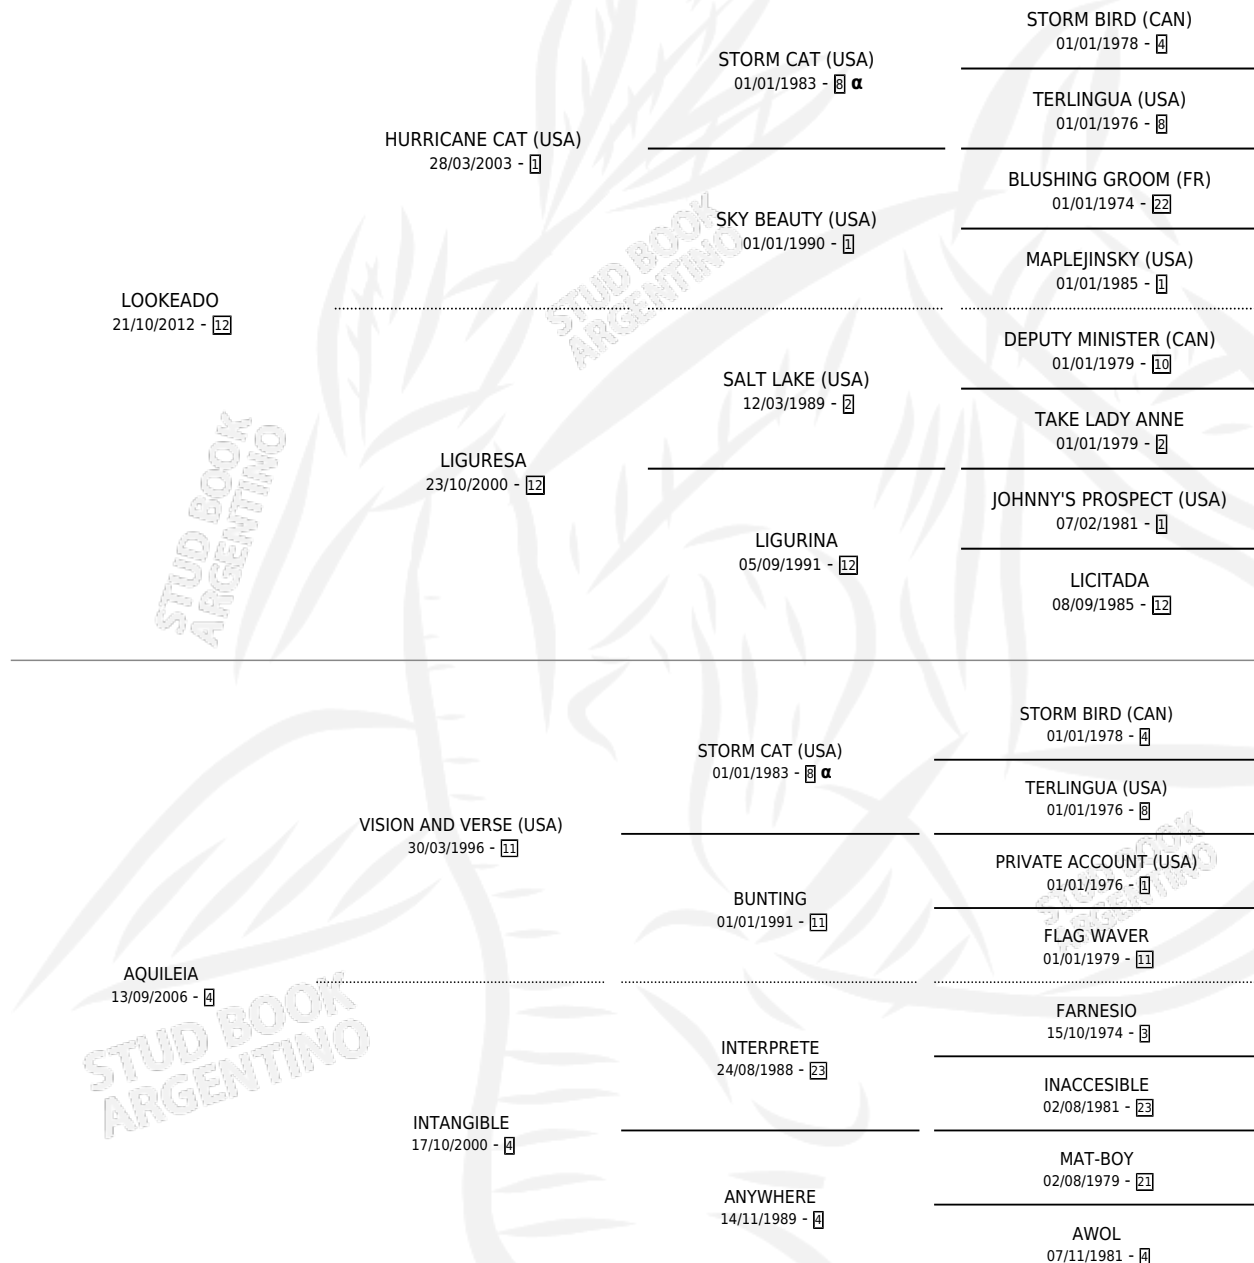 STORM BIRD (CAN)
01/01/1978 - 4
STORM CAT (USA)
01/01/1983 - 8 α
TERLINGUA (USA)
01/01/1976 - 8
HURRICANE CAT (USA)
28/03/2003 - 1
BLUSHING GROOM (FR)
01/01/1974 - 22
SKY BEAUTY (USA)
01/01/1990 - 1
MAPLEJINSKY (USA)
01/01/1985 - 1
LOOKEADO
21/10/2012 - 12
DEPUTY MINISTER (CAN)
01/01/1979 - 10
SALT LAKE (USA)
12/03/1989 - 2
TAKE LADY ANNE
01/01/1979 - 2
LIGURESA
23/10/2000 - 12
JOHNNY'S PROSPECT (USA)
07/02/1981 - 1
LIGURINA
05/09/1991 - 12
LICITADA
08/09/1985 - 12
STUD BOOK
ARGENTINO
STUD BOOK
ARGENTINO
STORM BIRD (CAN)
01/01/1978 - 4
STORM CAT (USA)
01/01/1983 - 8 α
TERLINGUA (USA)
01/01/1976 - 8
VISION AND VERSE (USA)
30/03/1996 - 11
PRIVATE ACCOUNT (USA)
01/01/1976 - 1
BUNTING
01/01/1991 - 11
FLAG WAVER
01/01/1979 - 11
STUD BOOK
ARGENTINO
AQUILEIA
13/09/2006 - 4
FARNESIO
15/10/1974 - 3
INTERPRETE
24/08/1988 - 23
INACCESIBLE
02/08/1981 - 23
INTANGIBLE
17/10/2000 - 4
MAT-BOY
02/08/1979 - 21
ANYWHERE
14/11/1989 - 4
AWOL
07/11/1981 - 4
STUD BOOK
ARGENTINO